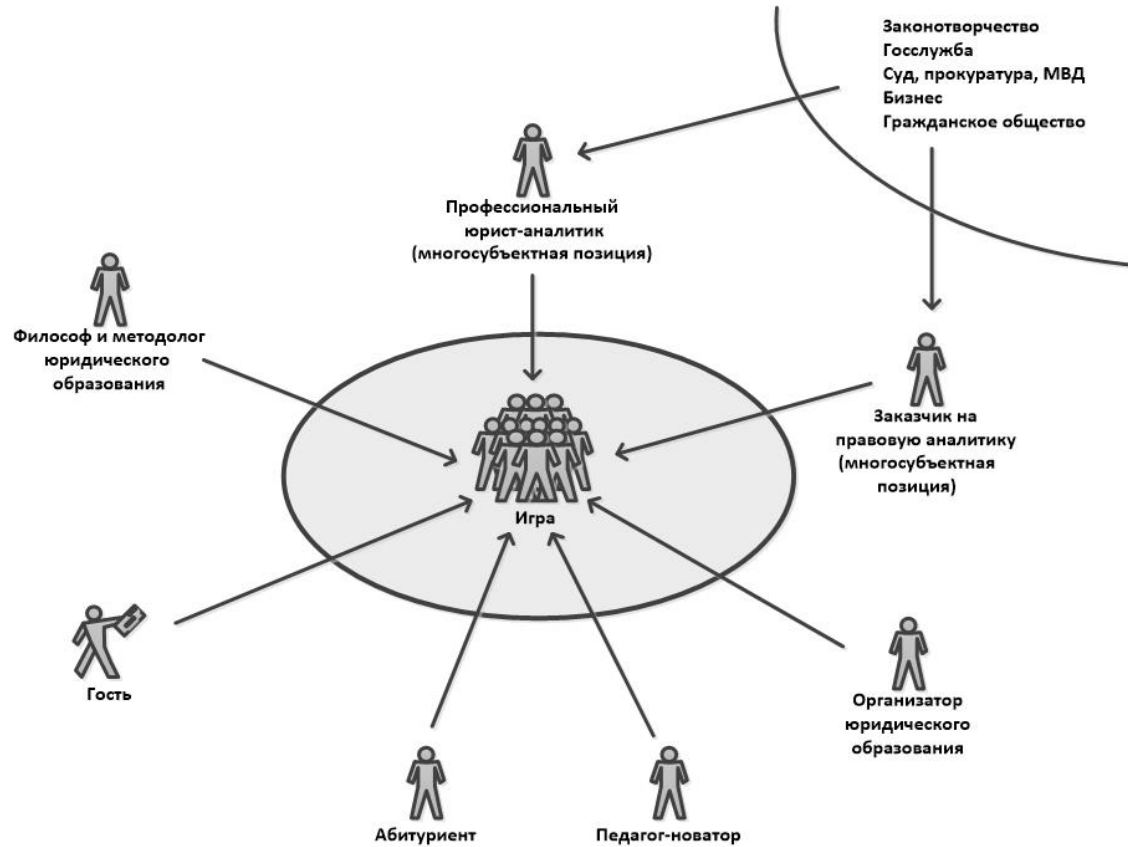 Законотворчество
Госслужба
Суд, прокуратура, МВД
Бизнес
Гражданское общество
Профессиональный
юрист-аналитик
(многосубъектная позиция)
Философ и методолог
юридического
образования
Заказчик на
правовую аналитику
(многосубъектная
позиция)
Игра
Гость
Организатор
юридического
образования
Абитуриент
Педагог-новатор